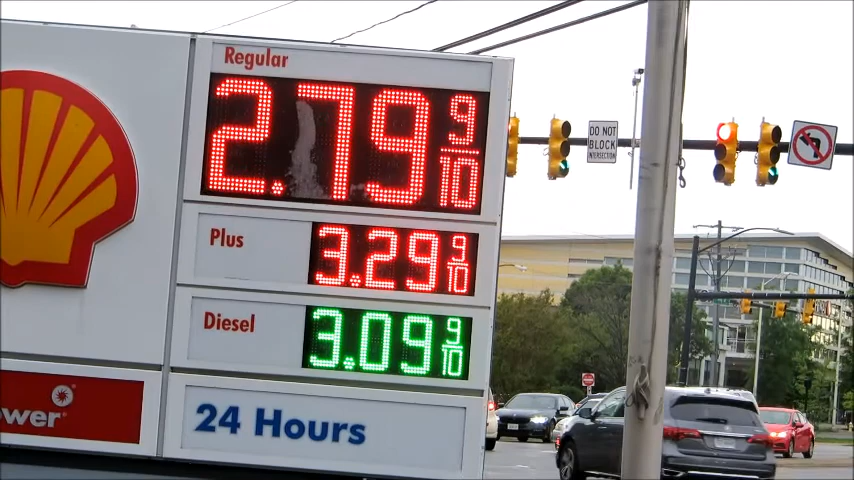 Regular
2.79 9/10
Plus
3.29 9/10
Diesel
3.09 9/10
24 Hours
ower
DO NOT
BLOCK
INTERSECTION